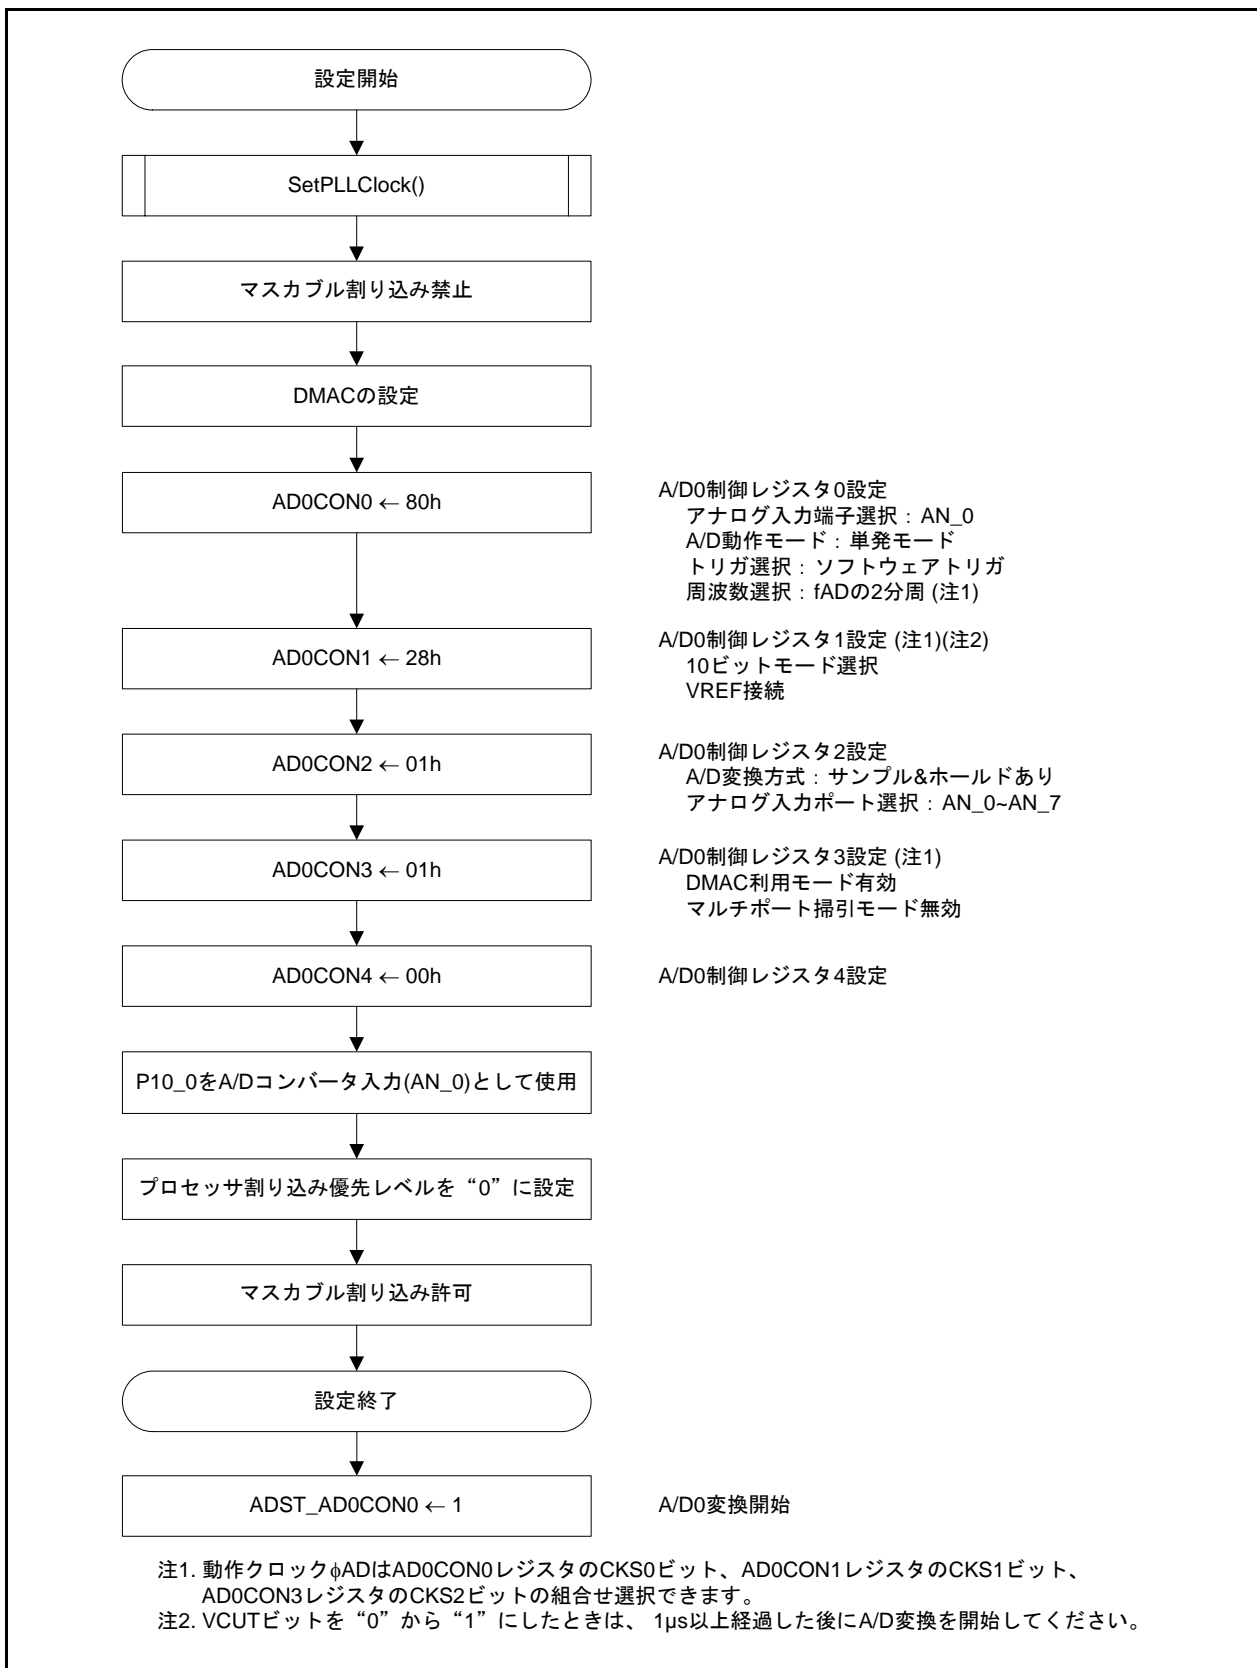 設定開始
SetPLLClock()
マスカブル割り込み禁止
DMACの設定
AD0CON0 ← 80h
A/D0制御レジスタ0設定
アナログ入力端子選択：AN_0
A/D動作モード：単発モード
トリガ選択：ソフトウェアトリガ
周波数選択：fADの2分周 (注1)
AD0CON1 ← 28h
A/D0制御レジスタ1設定 (注1)(注2)
10ビットモード選択
VREF接続
AD0CON2 ← 01h
A/D0制御レジスタ2設定
A/D変換方式：サンプル&ホールドあり
アナログ入力ポート選択：AN_0~AN_7
AD0CON3 ← 01h
A/D0制御レジスタ3設定 (注1)
DMAC利用モード有効
マルチポート掃引モード無効
AD0CON4 ← 00h
A/D0制御レジスタ4設定
P10_0をA/Dコンバータ入力(AN_0)として使用
プロセッサ割り込み優先レベルを“0”に設定
マスカブル割り込み許可
設定終了
ADST_AD0CON0 ← 1
A/D0変換開始
注1. 動作クロックφADはAD0CON0レジスタのCKS0ビット、AD0CON1レジスタのCKS1ビット、
AD0CON3レジスタのCKS2ビットの組合せ選択できます。
注2. VCUTビットを“0”から“1”にしたときは、 1μs以上経過した後にA/D変換を開始してください。